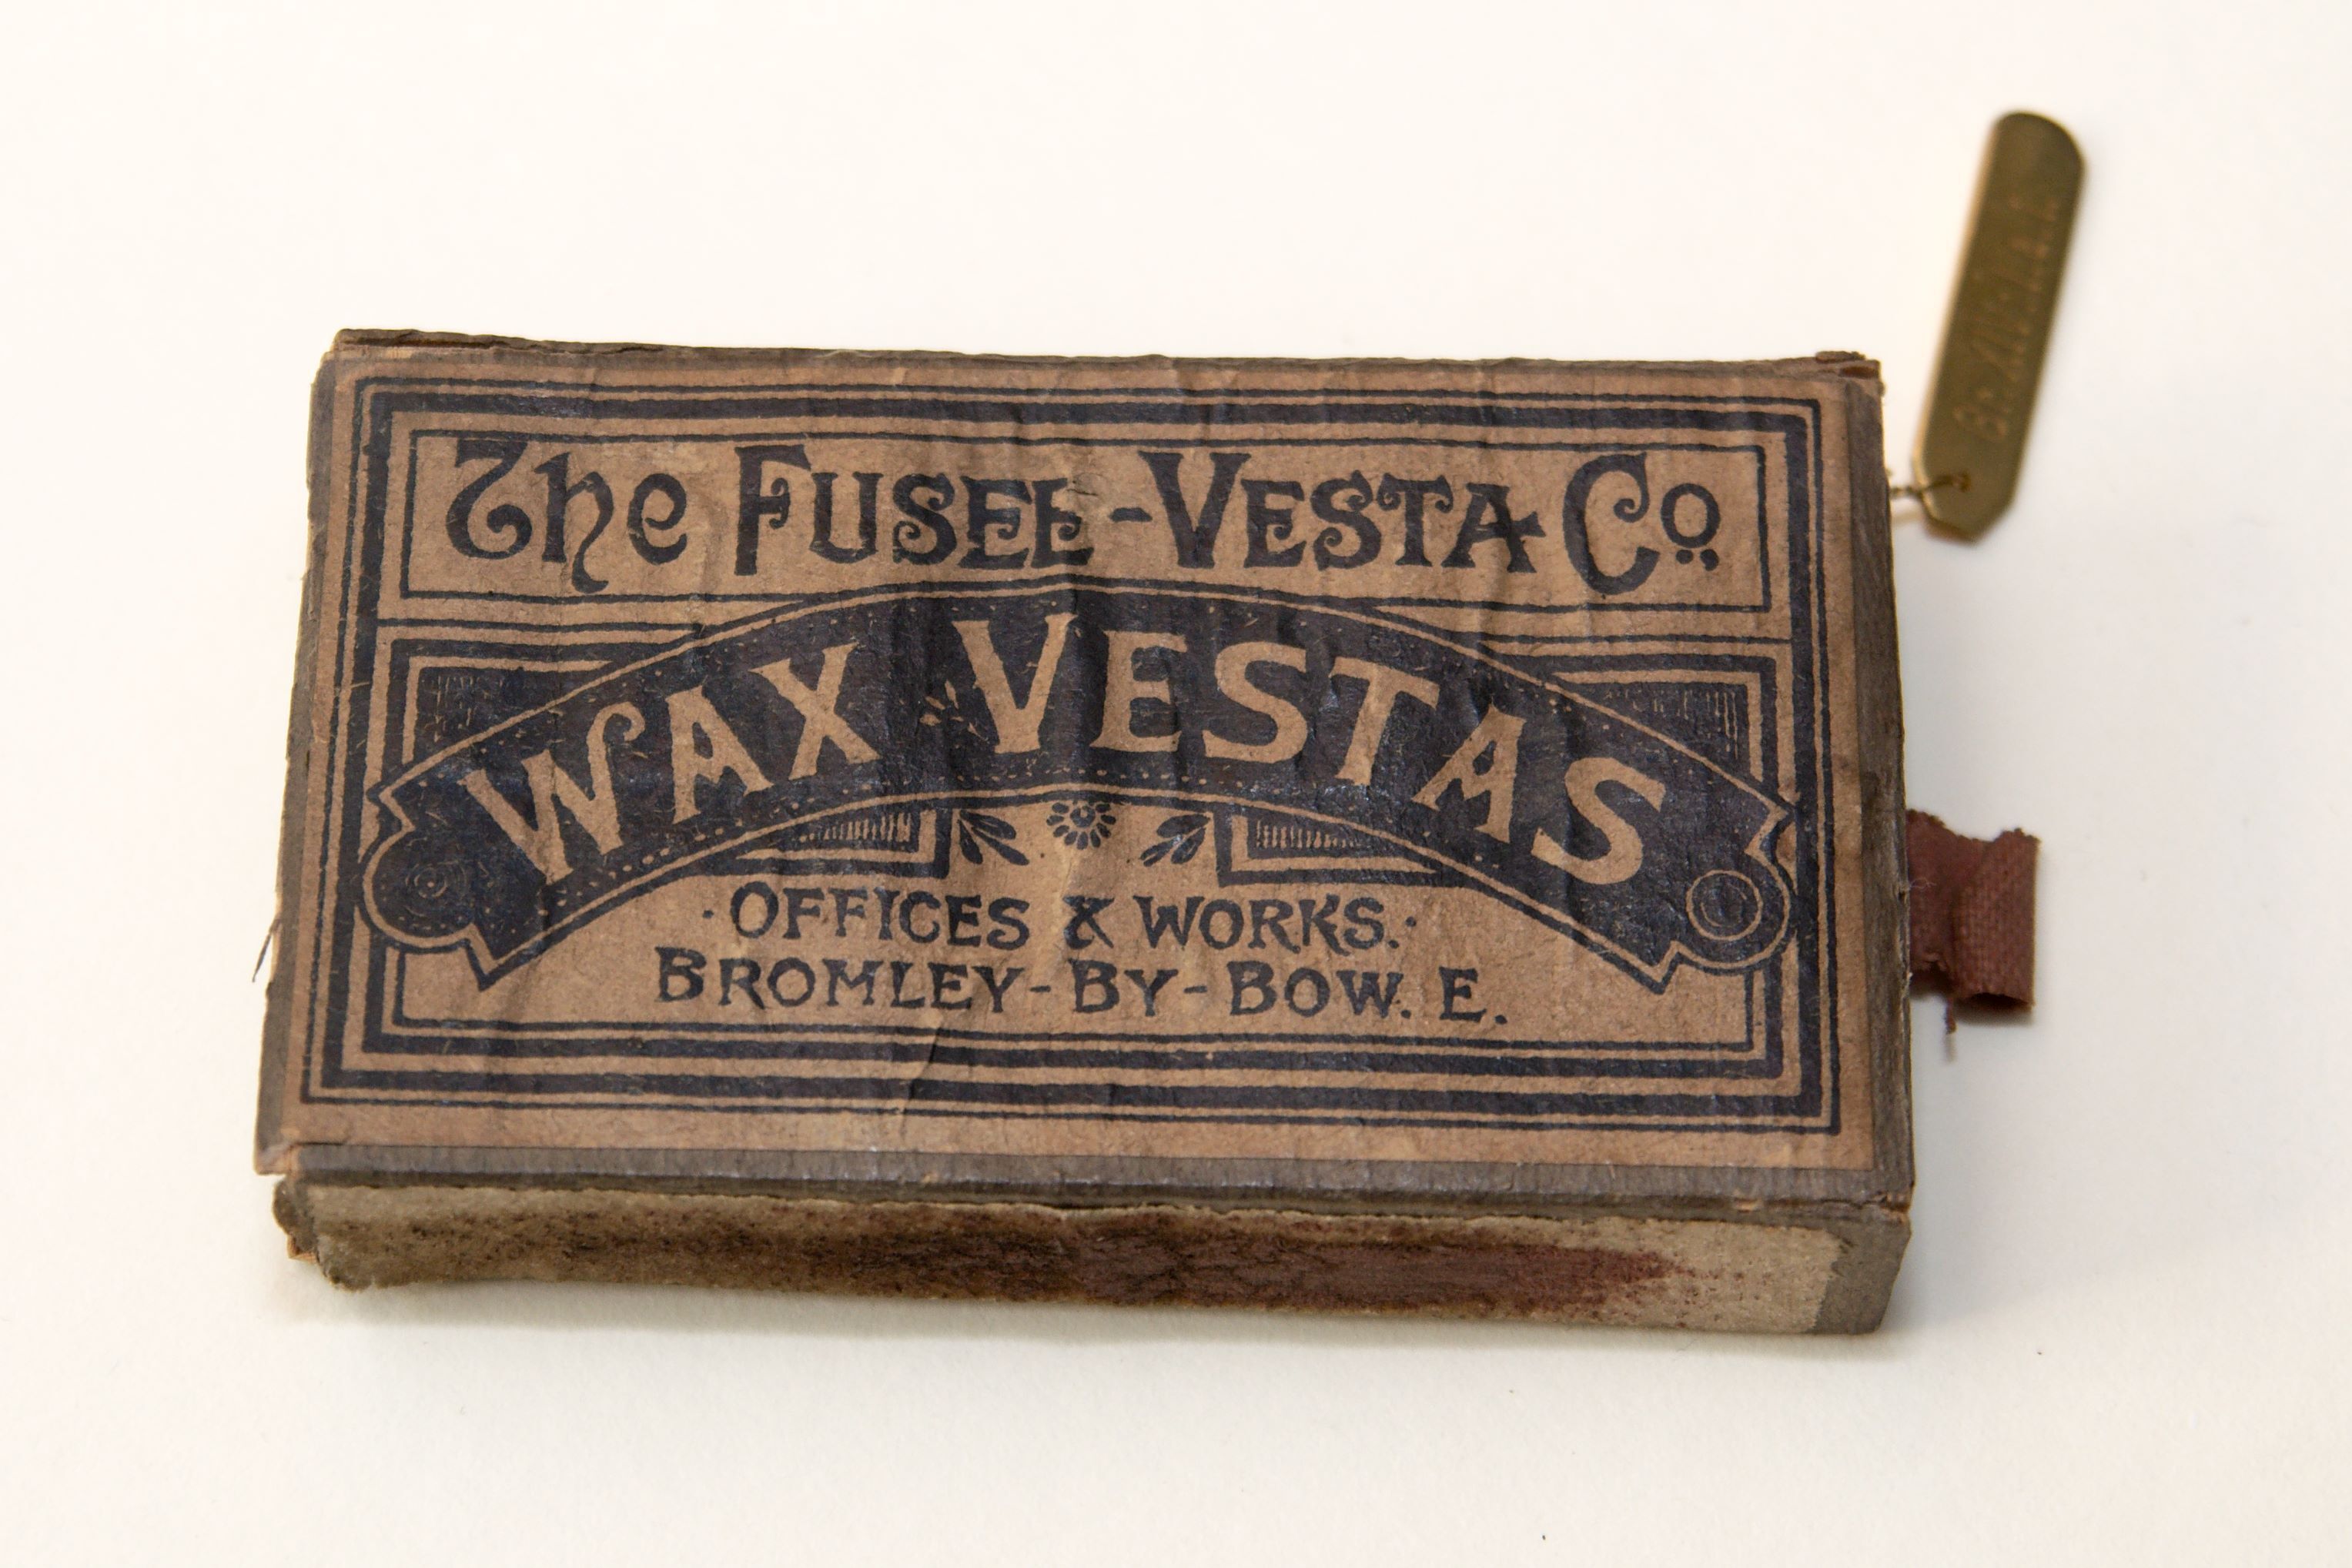 The FUSEE-VESTA Co.,
WAX VESTAS
·OFFICES & WORKS.·
BROMLEY-BY-BOW. E.